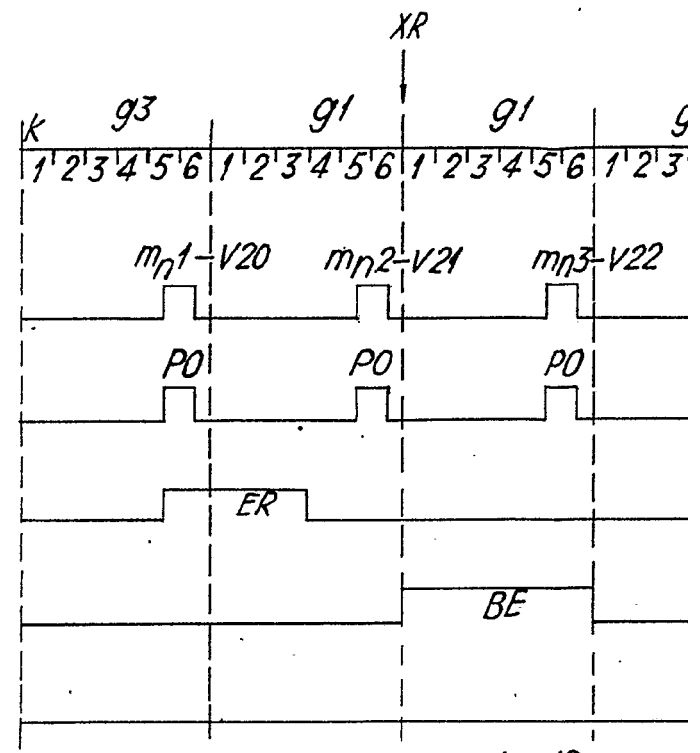 XR
K g3 g1 g1 g
1 2 3 4 5 6 1 2 3 4 5 6 1 2 3 4 5 6 1 2 3
mn1-V20 mn2-V21 mn3-V22
PO PO PO
ER
BE